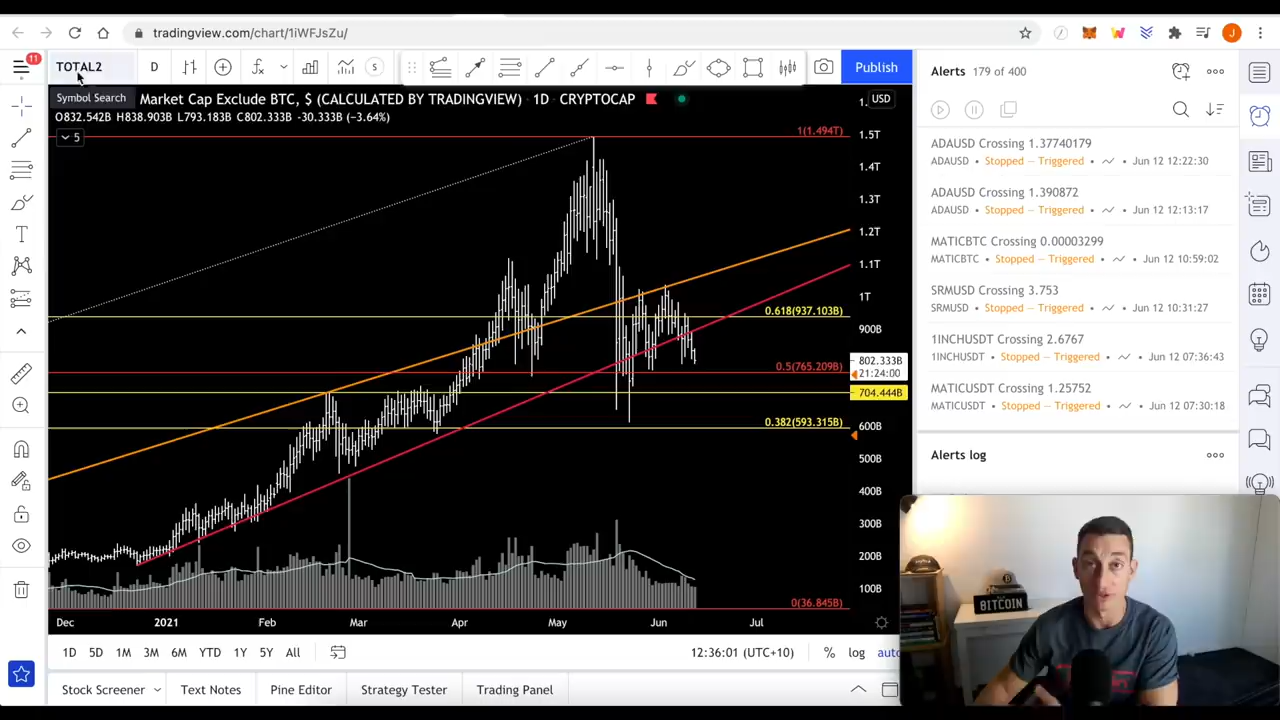 tradingview.com/chart/1iWFJsZu/
J
11
TOTAL2
D
S
Publish
Alerts 179 of 400
Symbol Search
Market Cap Exclude BTC, $ (CALCULATED BY TRADINGVIEW) · 1D · CRYPTOCAP
USD
O832.542B H838.903B L793.183B C802.333B -30.333B (−3.64%)
5
1(1.494T)
1.5T
1.4T
1.3T
1.2T
1.1T
1T
0.618(937.103B)
900B
802.333B
21:24:00
0.5(765.209B)
704.444B
0.382(593.315B)
600B
500B
400B
300B
200B
100B
0(36.845B)
Dec 2021 Feb Mar Apr May Jun Jul
1D 5D 1M 3M 6M YTD 1Y 5Y All
12:36:01 (UTC+10) % log auto
Stock Screener Text Notes Pine Editor Strategy Tester Trading Panel
ADAUSD Crossing 1.37740179
ADAUSD • Stopped — Triggered • • Jun 12 12:22:30
ADAUSD Crossing 1.390872
ADAUSD • Stopped — Triggered • • Jun 12 12:13:17
MATICBTC Crossing 0.00003299
MATICBTC • Stopped — Triggered • • Jun 12 10:59:02
SRMUSD Crossing 3.753
SRMUSD • Stopped — Triggered • • Jun 12 10:31:27
1INCHUSDT Crossing 2.6767
1INCHUSDT • Stopped — Triggered • • Jun 12 07:36:43
MATICUSDT Crossing 1.25752
MATICUSDT • Stopped — Triggered • • Jun 12 07:30:18
Alerts log
BITCOIN